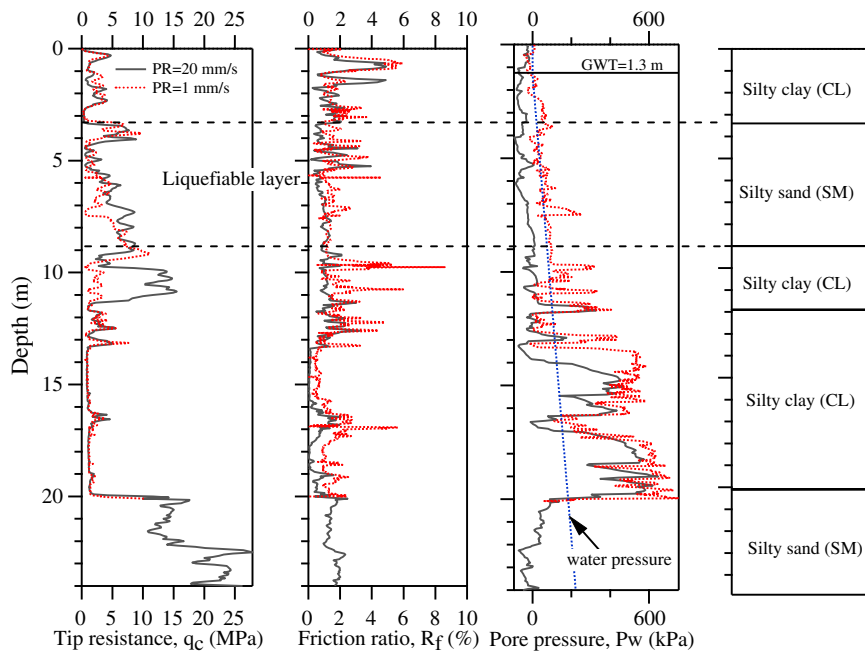 0 5 10 15 20 25
0 2 4 6 8 10
0 600kPa
0
5
10
15
20
Depth (m)
PR=20 mm/s
PR=1 mm/s
GWT=1.3 m
Liquefiable layer
water pressure
Silty clay (CL)
Silty sand (SM)
Silty clay (CL)
Silty clay (CL)
Silty sand (SM)
0 5 10 15 20 25
0 2 4 6 8 10
0 600
Tip resistance, qc (MPa)
Friction ratio, Rf (%)
Pore pressure, Pw (kPa)